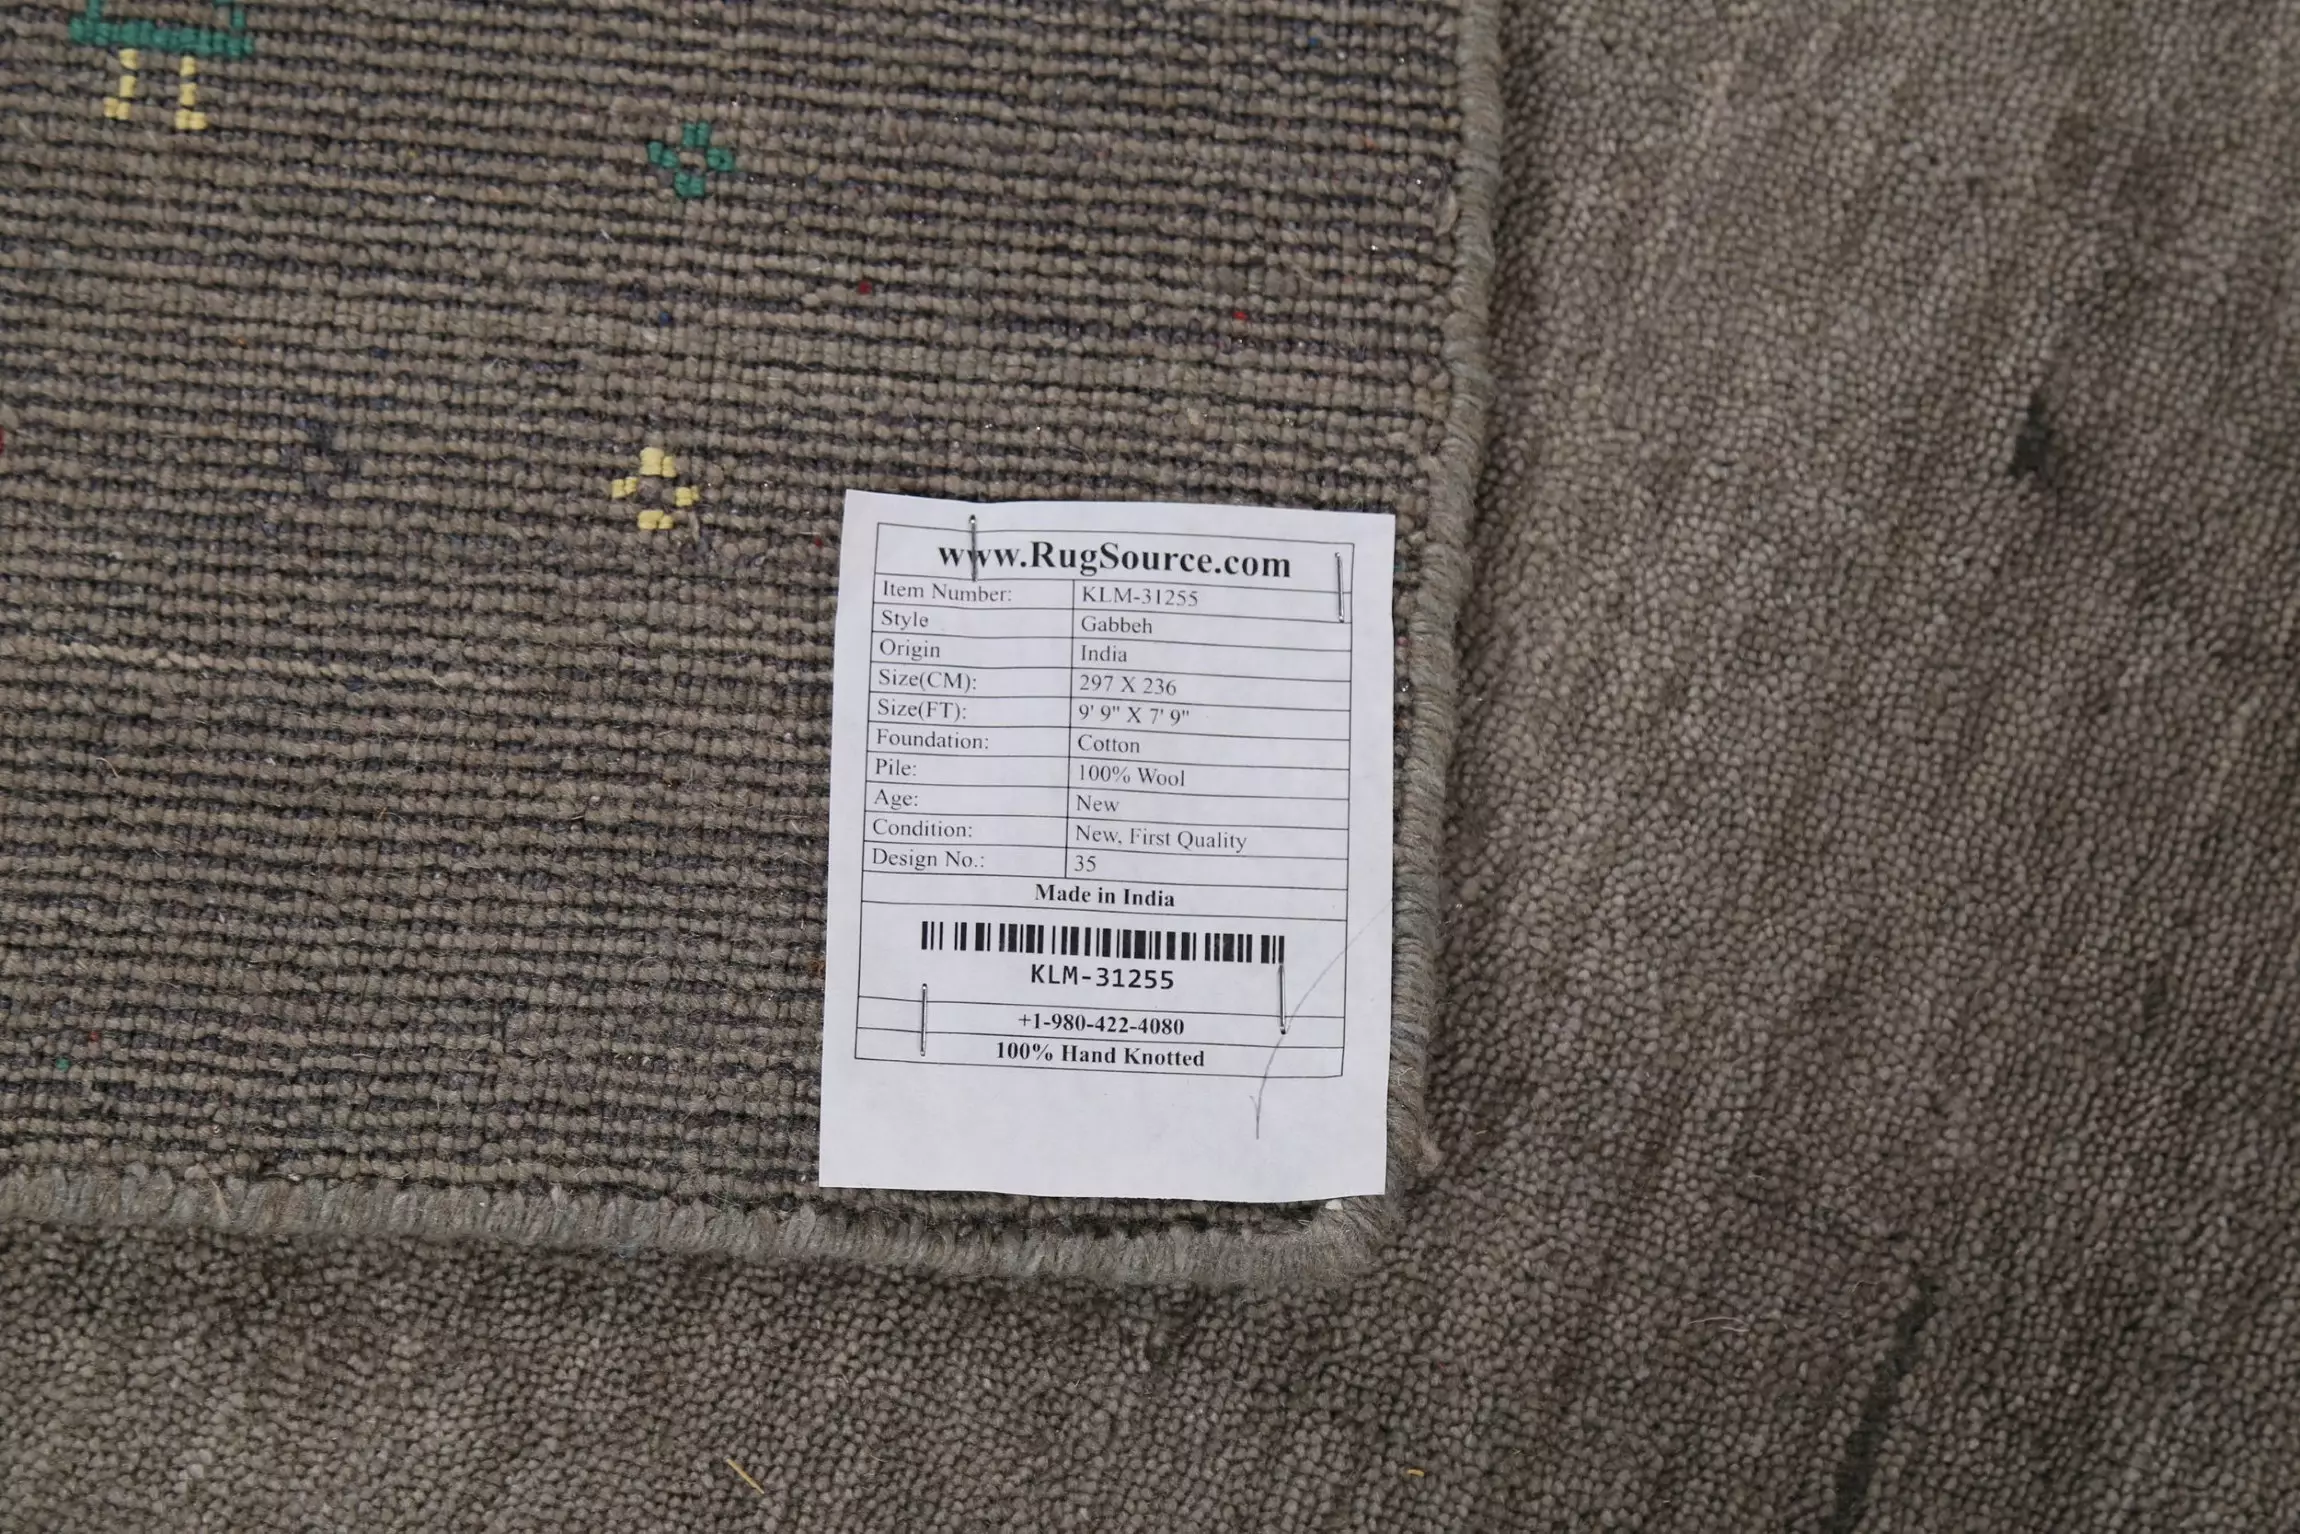 www.RugSource.com
Item Number: KLM-31255
Style Gabbeh
Origin India
Size(CM): 297 X 236
Size(FT): 9' 9" X 7' 9"
Foundation: Cotton
Pile: 100% Wool
Age: New
Condition: New, First Quality
Design No.: 35
Made in India
KLM-31255
+1-980-422-4080
100% Hand Knotted